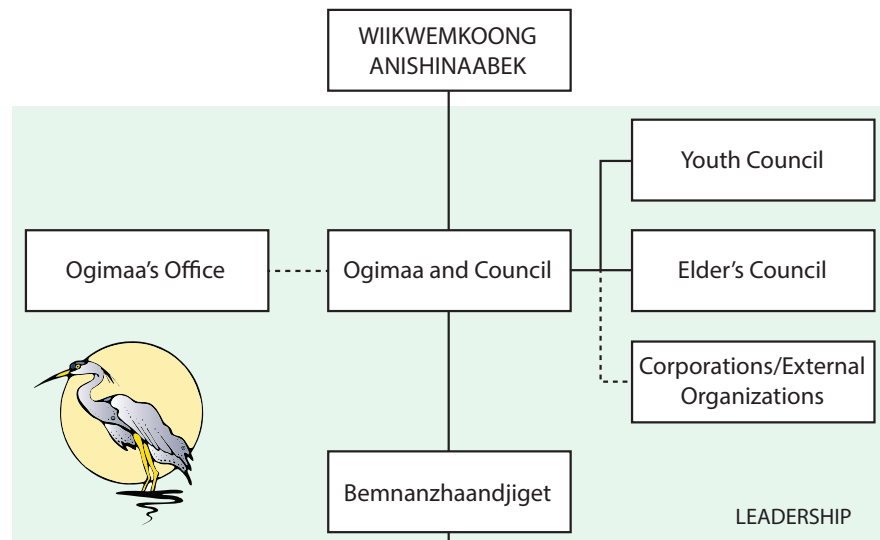 WIIKWEMKOONG
ANISHINAABEK
Youth Council
Ogimaa’s Office
Ogimaa and Council
Elder’s Council
Corporations/External
Organizations
Bemnanzhaandjiget
LEADERSHIP